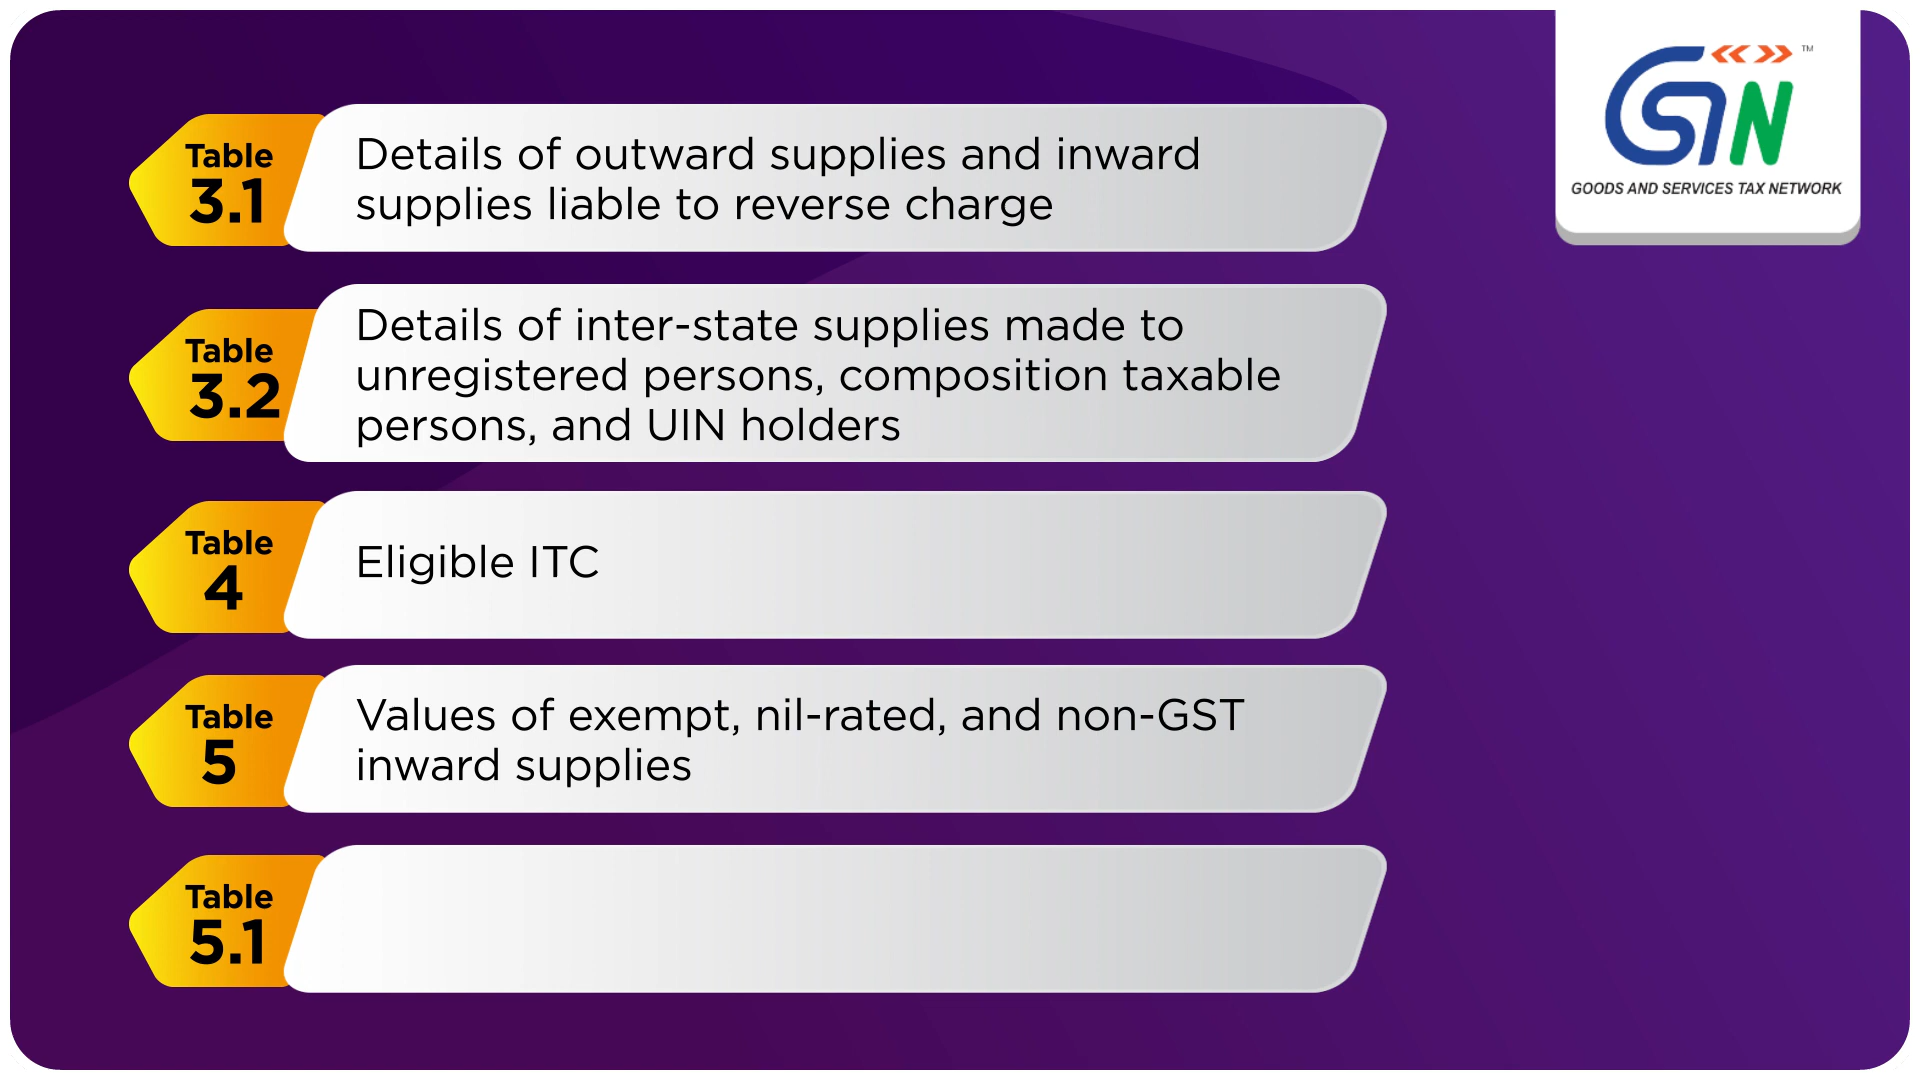 Table
3.1
Details of outward supplies and inward
supplies liable to reverse charge
Table
3.2
Details of inter-state supplies made to
unregistered persons, composition taxable
persons, and UIN holders
Table
4
Eligible ITC
Table
5
Values of exempt, nil-rated, and non-GST
inward supplies
Table
5.1
GSTN ™
GOODS AND SERVICES TAX NETWORK